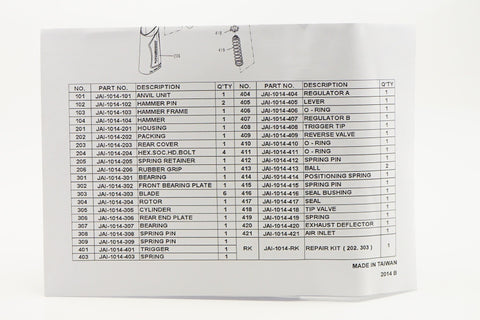 419
206
NO. PART NO. DESCRIPTION Q'TY NO. PART NO. DESCRIPTION Q'TY
101 JAI-1014-101 ANVIL UNIT 1 404 JAI-1014-404 REGULATOR A 1
102 JAI-1014-102 HAMMER PIN 2 405 JAI-1014-405 LEVER 1
103 JAI-1014-103 HAMMER FRAME 1 406 JAI-1014-406 O - RING 1
104 JAI-1014-104 HAMMER 1 407 JAI-1014-407 REGULATOR B 1
201 JAI-1014-201 HOUSING 1 408 JAI-1014-408 TRIGGER TIP 1
202 JAI-1014-202 PACKING 1 409 JAI-1014-409 REVERSE VALVE 1
203 JAI-1014-203 REAR COVER 1 410 JAI-1014-410 O - RING 1
204 JAI-1014-204 HEX.SOC.HD.BOLT 4 411 JAI-1014-411 O - RING 1
205 JAI-1014-205 SPRING RETAINER 1 412 JAI-1014-412 SPRING PIN 1
206 JAI-1014-206 RUBBER GRIP 1 413 JAI-1014-413 BALL 2
301 JAI-1014-301 BEARING 1 414 JAI-1014-414 POSITIONING SPRING 1
302 JAI-1014-302 FRONT BEARING PLATE 1 415 JAI-1014-415 SPRING PIN 1
303 JAI-1014-303 BLADE 6 416 JAI-1014-416 SEAL BUSHING 1
304 JAI-1014-304 ROTOR 1 417 JAI-1014-417 SEAL 1
305 JAI-1014-305 CYLINDER 1 418 JAI-1014-418 TIP VALVE 1
306 JAI-1014-306 REAR END PLATE 1 419 JAI-1014-419 SPRING 1
307 JAI-1014-307 BEARING 1 420 JAI-1014-420 EXHAUST DEFLECTOR 1
308 JAI-1014-308 SPRING PIN 1 421 JAI-1014-421 AIR INLET 1
309 JAI-1014-309 SPRING PIN 1
401 JAI-1014-401 TRIGGER 1 RK JAI-1014-RK REPAIR KIT ( 202, 303 ) 1
403 JAI-1014-403 SPRING 1
MADE IN TAIWAN
2014 B